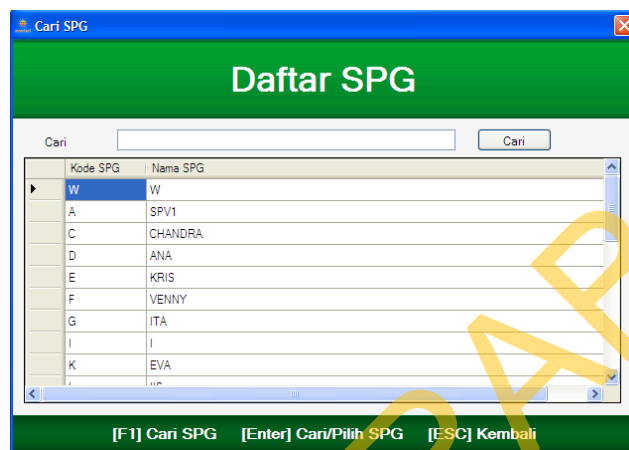 Cari SPG
Daftar SPG
Cari Cari
Kode SPG Nama SPG
W W
A SPV1
C CHANDRA
D ANA
E KRIS
F VENNY
G ITA
I I
K EVA
[F1] Cari SPG [Enter] Cari/Pilih SPG [ESC] Kembali